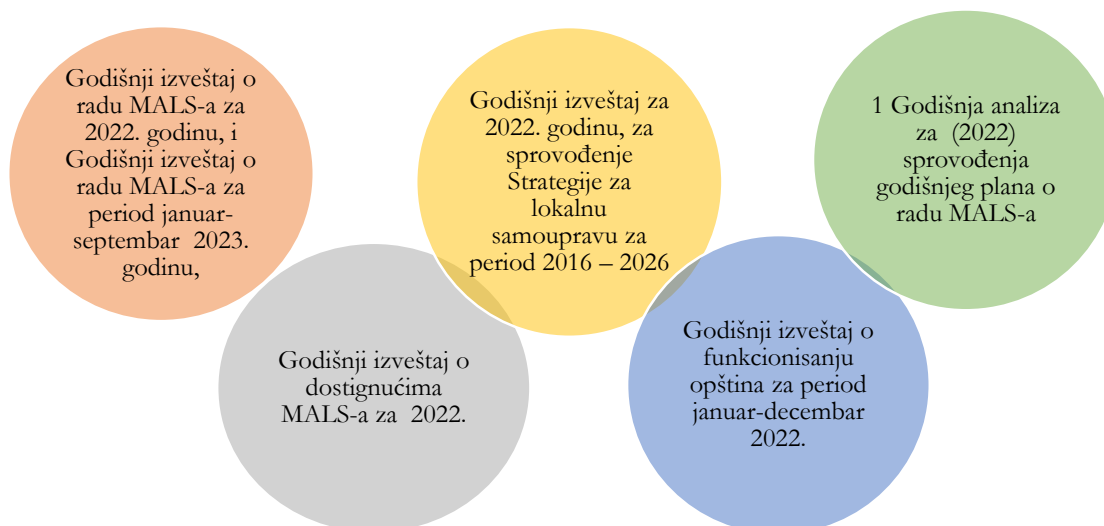 Godišnji izveštaj o
radu MALS-a za
2022. godinu, i
Godišnji izveštaj o
radu MALS-a za
period januar-
septembar 2023.
godinu,
Godišnji izveštaj o
dostignućima
MALS-a za 2022.
Godišnji izveštaj za
2022. godinu, za
sprovođenje
Strategije za
lokalnu
samoupravu za
period 2016 – 2026
Godišnji izveštaj o
funkcionisanju
opština za period
januar-decembar
2022.
1 Godišnja analiza
za (2022)
sprovođenja
godišnjeg plana o
radu MALS-a